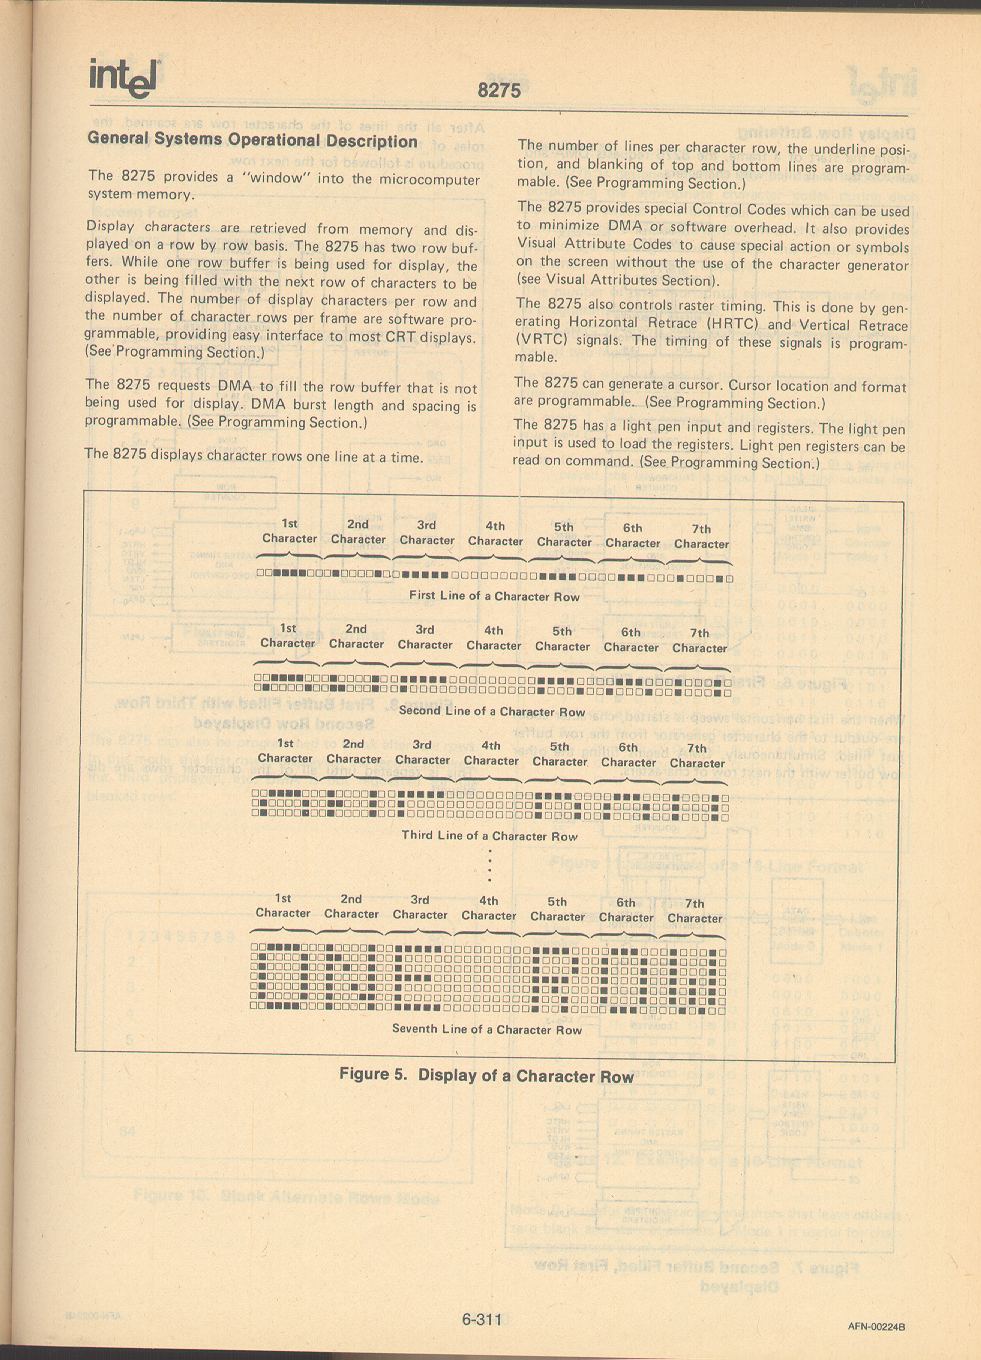 intel
8275
General Systems Operational Description
The 8275 provides a "window" into the microcomputer
system memory.
Display characters are retrieved from memory and dis-
played on a row by row basis. The 8275 has two row buf-
fers. While one row buffer is being used for display, the
other is being filled with the next row of characters to be
displayed. The number of display characters per row and
the number of character rows per frame are software pro-
grammable, providing easy interface to most CRT displays.
(See Programming Section.)
The 8275 requests DMA to fill the row buffer that is not
being used for display. DMA burst length and spacing is
programmable. (See Programming Section.)
The 8275 displays character rows one line at a time.
The number of lines per character row, the underline posi-
tion, and blanking of top and bottom lines are program-
mable. (See Programming Section.)
The 8275 provides special Control Codes which can be used
to minimize DMA or software overhead. It also provides
Visual Attribute Codes to cause special action or symbols
on the screen without the use of the character generator
(see Visual Attributes Section).
The 8275 also controls raster timing. This is done by gen-
erating Horizontal Retrace (HRTC) and Vertical Retrace
(VRTC) signals. The timing of these signals is program-
mable.
The 8275 can generate a cursor. Cursor location and format
are programmable. (See Programming Section.)
The 8275 has a light pen input and registers. The light pen
input is used to load the registers. Light pen registers can be
read on command. (See Programming Section.)
1st 2nd 3rd 4th 5th 6th 7th
Character Character Character Character Character Character Character
First Line of a Character Row
1st 2nd 3rd 4th 5th 6th 7th
Character Character Character Character Character Character Character
Second Line of a Character Row
1st 2nd 3rd 4th 5th 6th 7th
Character Character Character Character Character Character Character
Third Line of a Character Row
1st 2nd 3rd 4th 5th 6th 7th
Character Character Character Character Character Character Character
Seventh Line of a Character Row
Figure 5. Display of a Character Row
6-311
AFN-00224B